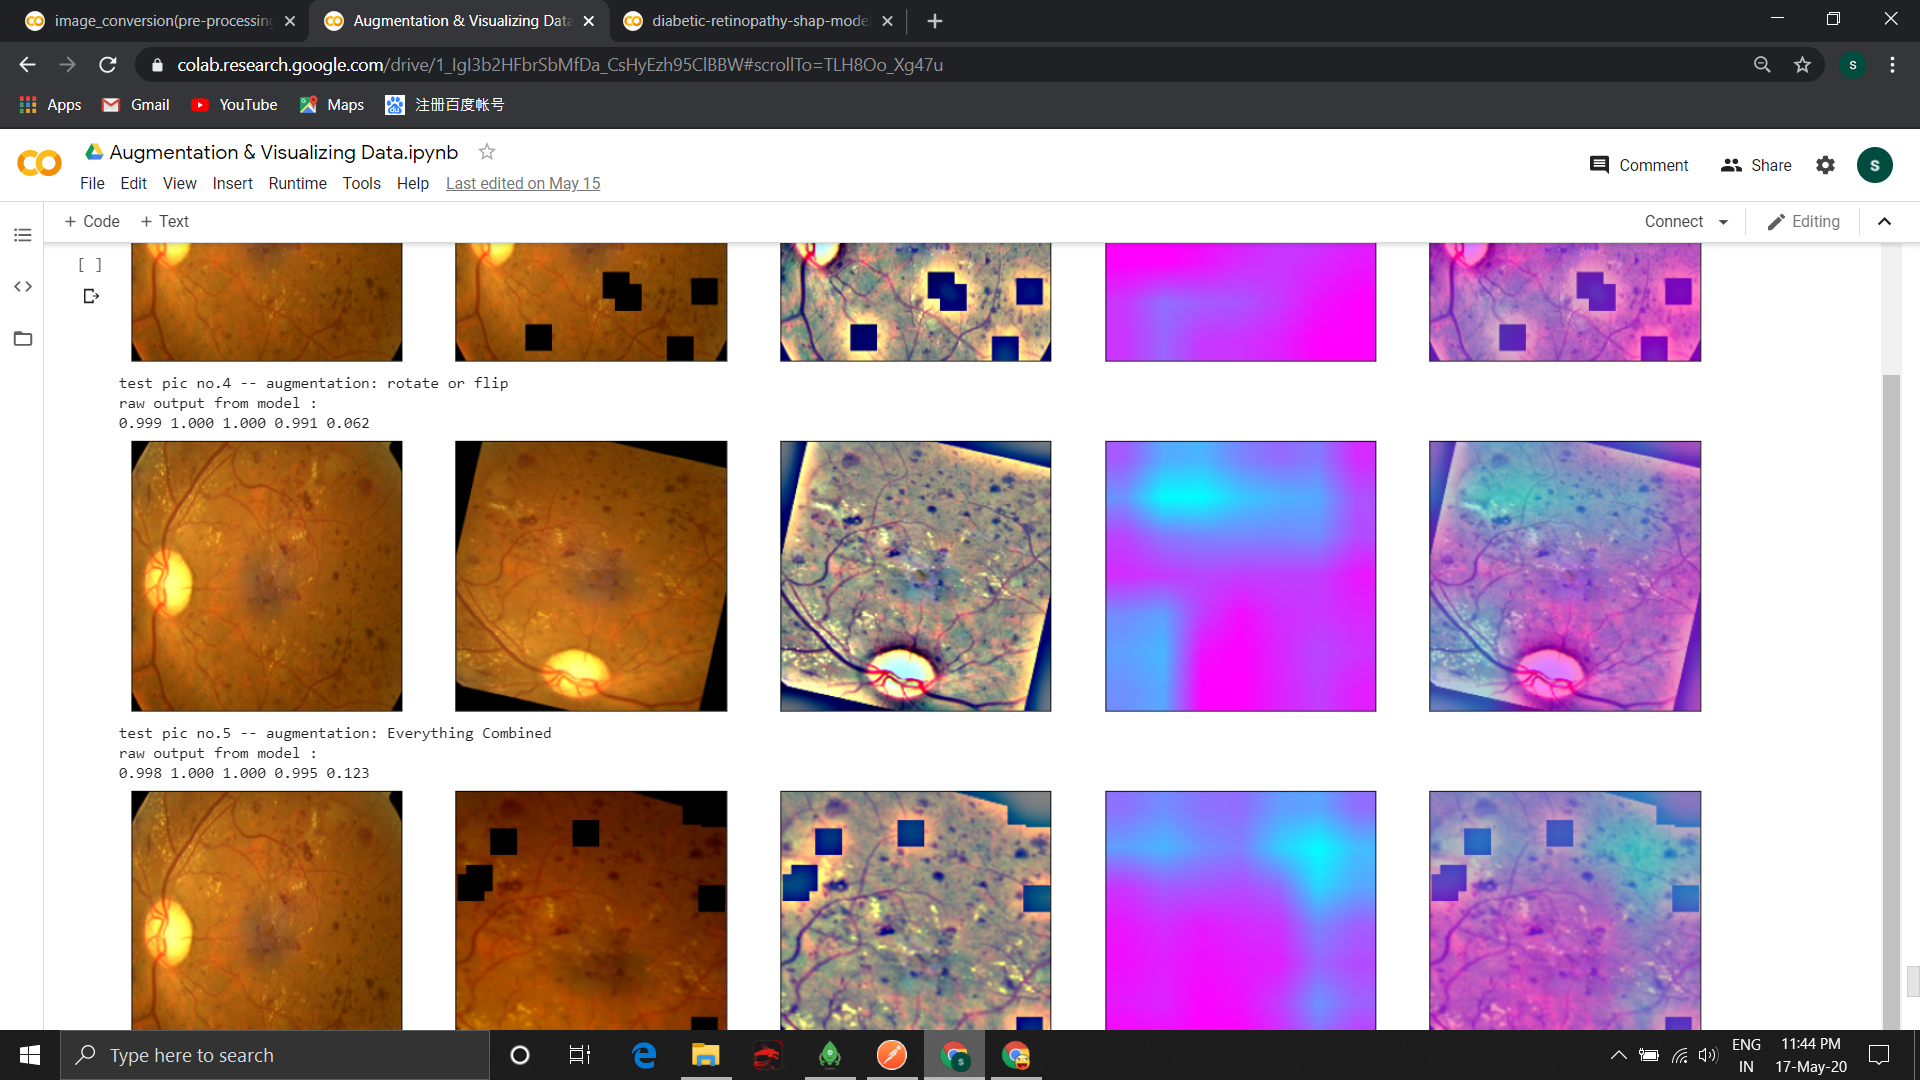 image_conversion(pre-processing
Augmentation & Visualizing Data
diabetic-retinopathy-shap-model
colab.research.google.com/drive/1_IgI3b2HFbrSbMfDa_CsHyEzh95ClBBW#scrollTo=TLH8Oo_Xg47u
S
Apps
Gmail
YouTube
Maps
注册百度帐号
Augmentation & Visualizing Data.ipynb
File Edit View Insert Runtime Tools Help Last edited on May 15
Comment
Share
S
+ Code + Text
Connect
Editing
[ ]
test pic no.4 -- augmentation: rotate or flip
raw output from model :
0.999 1.000 1.000 0.991 0.062
test pic no.5 -- augmentation: Everything Combined
raw output from model :
0.998 1.000 1.000 0.995 0.123
Type here to search
ENG
IN
11:44 PM
17-May-20